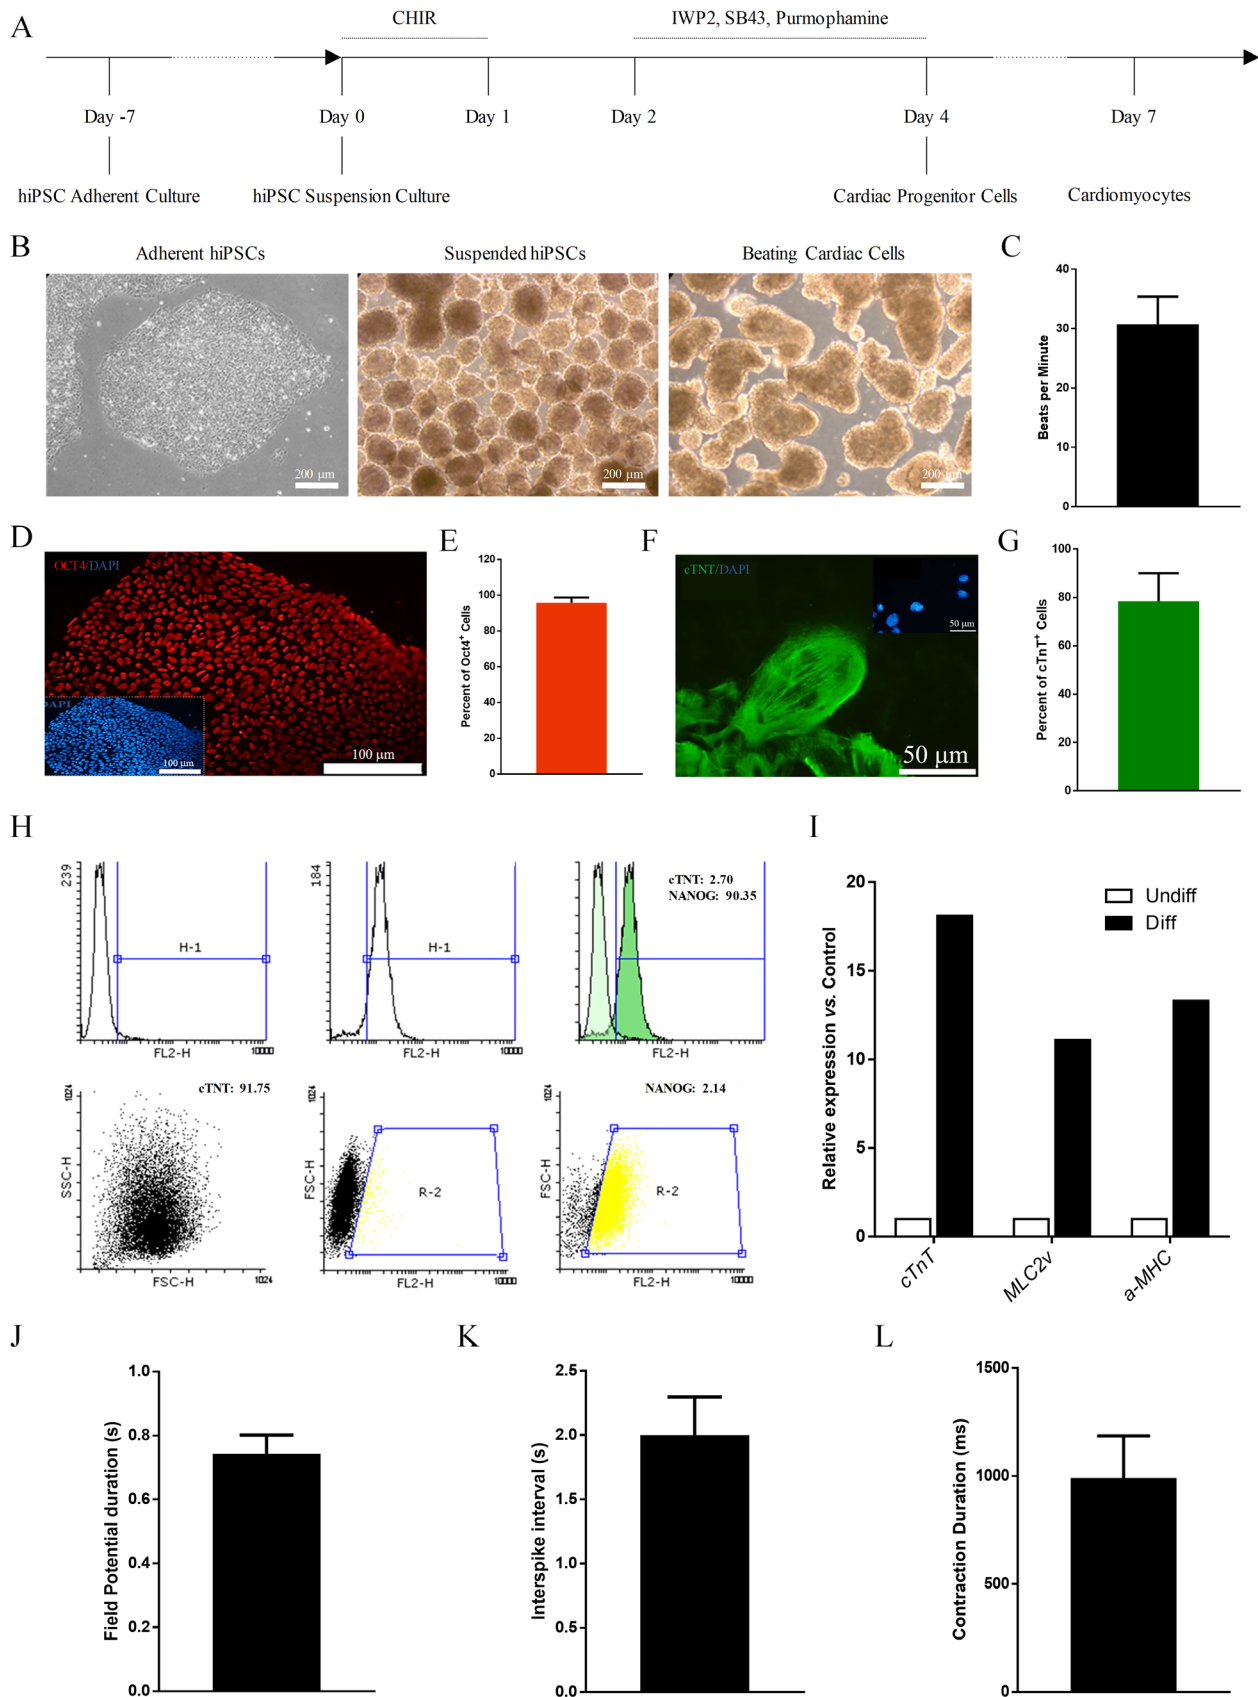 A
CHIR
IWP2, SB43, Purmophamine
Day -7
Day 0
Day 1
Day 2
Day 4
Day 7
hiPSC Adherent Culture
hiPSC Suspension Culture
Cardiac Progenitor Cells
Cardiomyocytes
B
Adherent hiPSCs
Suspended hiPSCs
Beating Cardiac Cells
200 μm
200 μm
200 μm
C
Beats per Minute
40
30
20
10
0
D
OCT4/DAPI
DAPI
100 μm
100 μm
E
Percent of Oct4+ Cells
120
100
80
60
40
20
0
F
cTNT/DAPI
50 μm
50 μm
G
Percent of cTnT+ Cells
100
80
60
40
20
0
H
239
H-1
FL2-H
10000
184
H-1
FL2-H
10000
cTNT: 2.70
NANOG: 90.35
FL2-H
10000
cTNT: 91.75
1024
SSC-H
FSC-H
1024
1024
FSC-H
R-2
FL2-H
10000
NANOG: 2.14
1024
FSC-H
R-2
FL2-H
10000
I
Relative expression vs. Control
20
15
10
5
0
Undiff
Diff
cTnT
MLC2v
a-MHC
J
Field Potential duration (s)
1.0
0.8
0.6
0.4
0.2
0.0
K
Interspike interval (s)
2.5
2.0
1.5
1.0
0.5
0.0
L
Contraction Duration (ms)
1500
1000
500
0